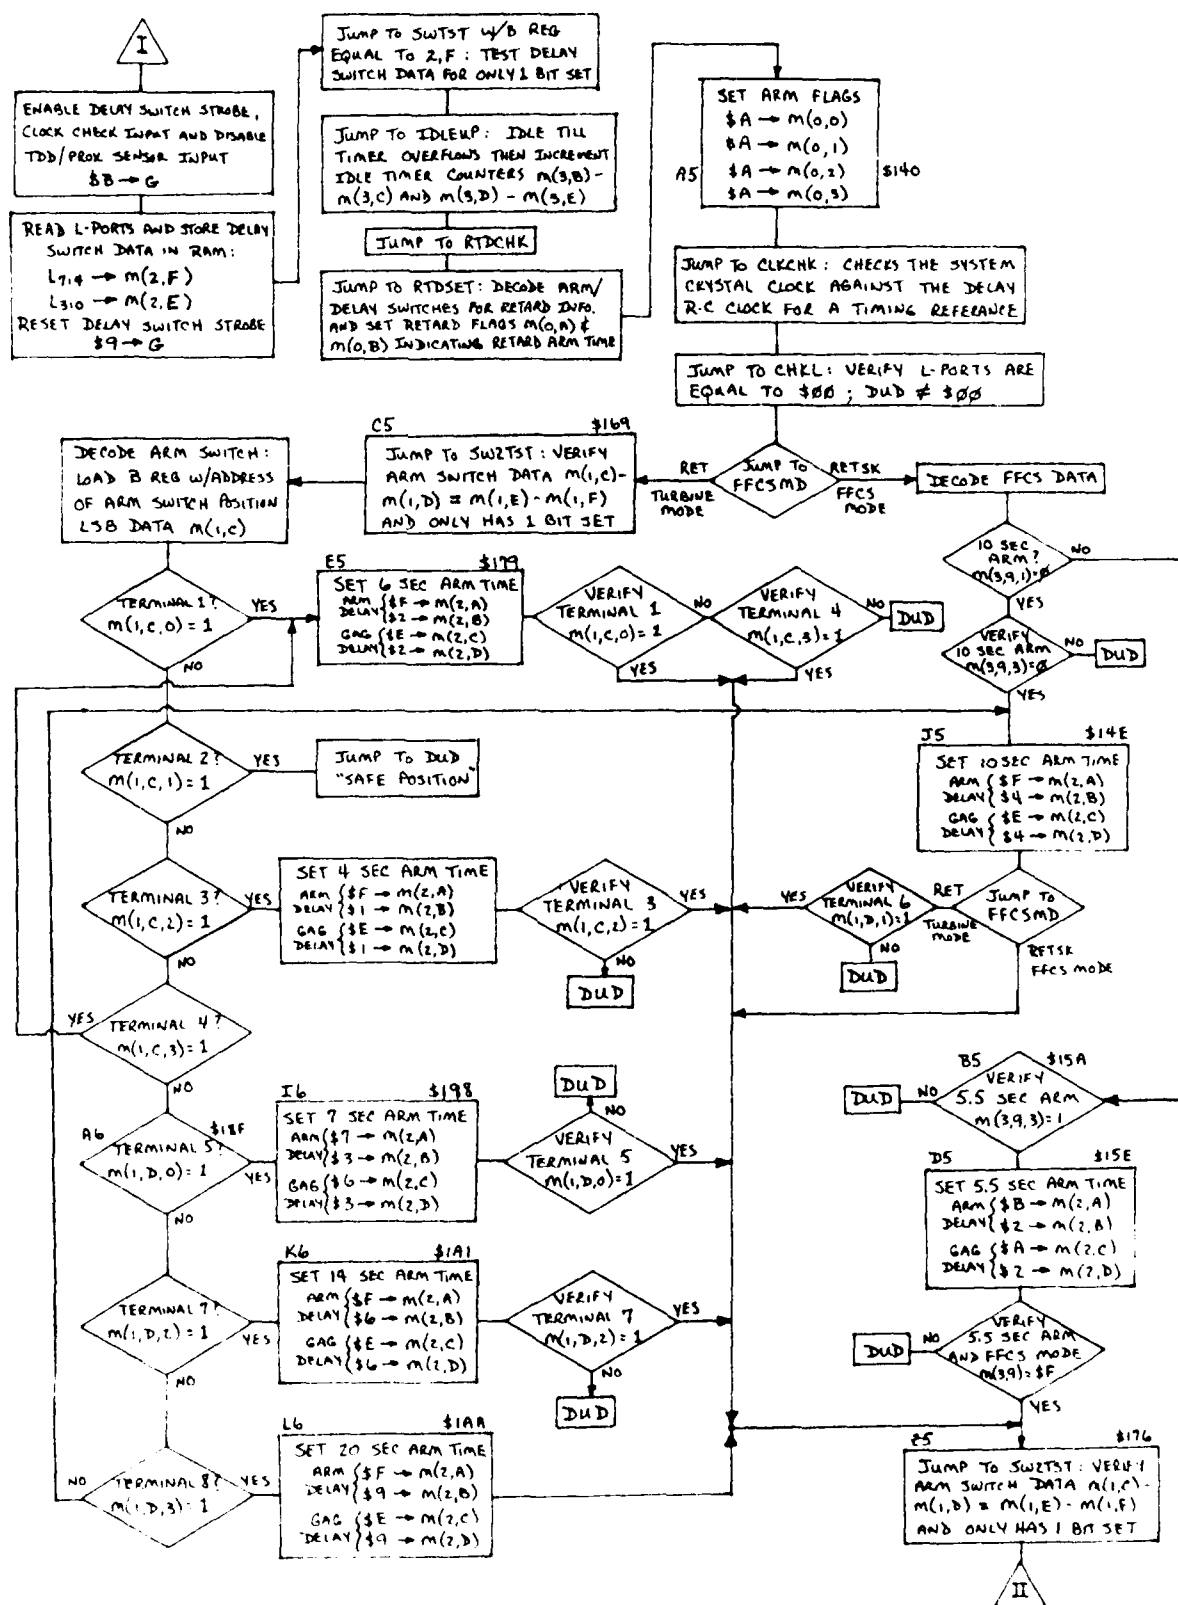 I
ENABLE DELAY SWITCH STROBE,
CLOCK CHECK INPUT AND DISABLE
TDD/PROX SENSOR INPUT
$B → G
READ L-PORTS AND STORE DELAY
SWITCH DATA IN RAM:
L7:4 → M(2,F)
L3:0 → M(2,E)
RESET DELAY SWITCH STROBE
$9 → G
JUMP TO SWTST W/B REG
EQUAL TO 2,F : TEST DELAY
SWITCH DATA FOR ONLY 1 BIT SET
JUMP TO IDLEUP: IDLE TILL
TIMER OVERFLOWS THEN INCREMENT
IDLE TIMER COUNTERS M(3,B)-
M(3,C) AND M(3,D) - M(3,E)
JUMP TO RTDCHK
JUMP TO RTDSET: DECODE ARM/
DELAY SWITCHES FOR RETARD INFO.
AND SET RETARD FLAGS M(0,A) &
M(0,B) INDICATING RETARD ARM TIME
SET ARM FLAGS
$A → M(0,0)
$A → M(0,1)
$A → M(0,2)
$A → M(0,3)
A5
$140
JUMP TO CLKCHK: CHECKS THE SYSTEM
CRYSTAL CLOCK AGAINST THE DELAY
R-C CLOCK FOR A TIMING REFERANCE
JUMP TO CHKL: VERIFY L-PORTS ARE
EQUAL TO $00 ; DUD ≠ $00
JUMP TO
FFCSMD
RET
TURBINE
MODE
RETSK
FFCS
MODE
C5
$169
JUMP TO SW2TST: VERIFY
ARM SWITCH DATA M(1,C)-
M(1,D) = M(1,E) - M(1,F)
AND ONLY HAS 1 BIT SET
DECODE ARM SWITCH:
LOAD B REG W/ADDRESS
OF ARM SWITCH POSITION
LSB DATA M(1,C)
DECODE FFCS DATA
10 SEC
ARM?
M(3,9,1)=0
NO
YES
VERIFY
10 SEC ARM
M(3,9,3)=0
NO
DUD
YES
TERMINAL 1?
M(1,C,0) = 1
YES
NO
E5
$179
SET 6 SEC ARM TIME
ARM DELAY { $F → M(2,A)
$2 → M(2,B)
GAG DELAY { $E → M(2,C)
$2 → M(2,D)
VERIFY
TERMINAL 1
M(1,C,0)=1
NO
YES
VERIFY
TERMINAL 4
M(1,C,3)=1
NO
DUD
YES
TERMINAL 2?
M(1,C,1) = 1
YES
JUMP TO DUD
"SAFE POSITION"
NO
J5
$14E
SET 10 SEC ARM TIME
ARM DELAY { $F → M(2,A)
$4 → M(2,B)
GAG DELAY { $E → M(2,C)
$4 → M(2,D)
TERMINAL 3?
M(1,C,2) = 1
YES
NO
SET 4 SEC ARM TIME
ARM DELAY { $F → M(2,A)
$1 → M(2,B)
GAG DELAY { $E → M(2,C)
$1 → M(2,D)
VERIFY
TERMINAL 3
M(1,C,2)=1
YES
NO
DUD
YES
VERIFY
TERMINAL 6
M(1,D,1)=1
NO
DUD
RET
TURBINE
MODE
JUMP TO
FFCSMD
RETSK
FFCS MODE
TERMINAL 4?
M(1,C,3) = 1
YES
NO
B5
$15A
VERIFY
5.5 SEC ARM
M(3,9,3)=1
NO
DUD
A6
$18F
TERMINAL 5?
M(1,D,0) = 1
YES
NO
I6
$198
SET 7 SEC ARM TIME
ARM DELAY { $7 → M(2,A)
$3 → M(2,B)
GAG DELAY { $6 → M(2,C)
$3 → M(2,D)
DUD
NO
VERIFY
TERMINAL 5
M(1,D,0)=1
YES
D5
$15E
SET 5.5 SEC ARM TIME
ARM DELAY { $B → M(2,A)
$2 → M(2,B)
GAG DELAY { $A → M(2,C)
$2 → M(2,D)
TERMINAL 7?
M(1,D,2) = 1
YES
NO
K6
$1A1
SET 14 SEC ARM TIME
ARM DELAY { $F → M(2,A)
$6 → M(2,B)
GAG DELAY { $E → M(2,C)
$6 → M(2,D)
VERIFY
TERMINAL 7
M(1,D,2)=1
YES
NO
DUD
VERIFY
5.5 SEC ARM
AND FFCS MODE
M(3,9)=$F
NO
DUD
YES
TERMINAL 8?
M(1,D,3) = 1
NO
YES
L6
$1AA
SET 20 SEC ARM TIME
ARM DELAY { $F → M(2,A)
$9 → M(2,B)
GAG DELAY { $E → M(2,C)
$9 → M(2,D)
$176
JUMP TO SW2TST: VERIFY
ARM SWITCH DATA M(1,C)-
M(1,D) = M(1,E) - M(1,F)
AND ONLY HAS 1 BIT SET
II